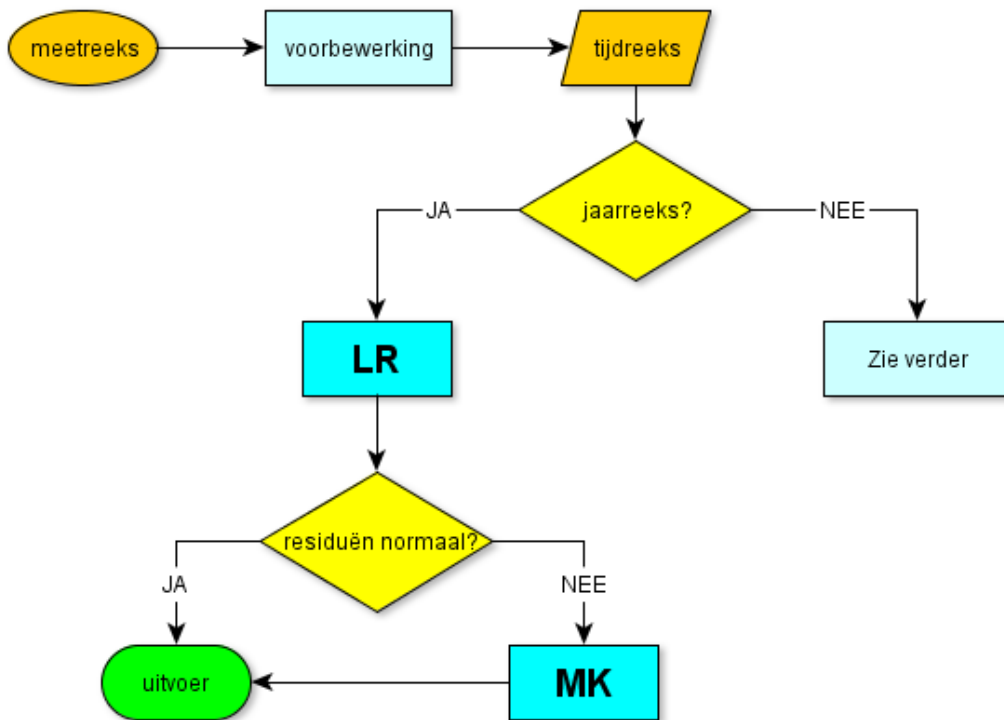 meetreeks
voorbewerking
tijdreeks
jaarreeks?
JA
NEE
LR
Zie verder
residuën normaal?
JA
NEE
uitvoer
MK